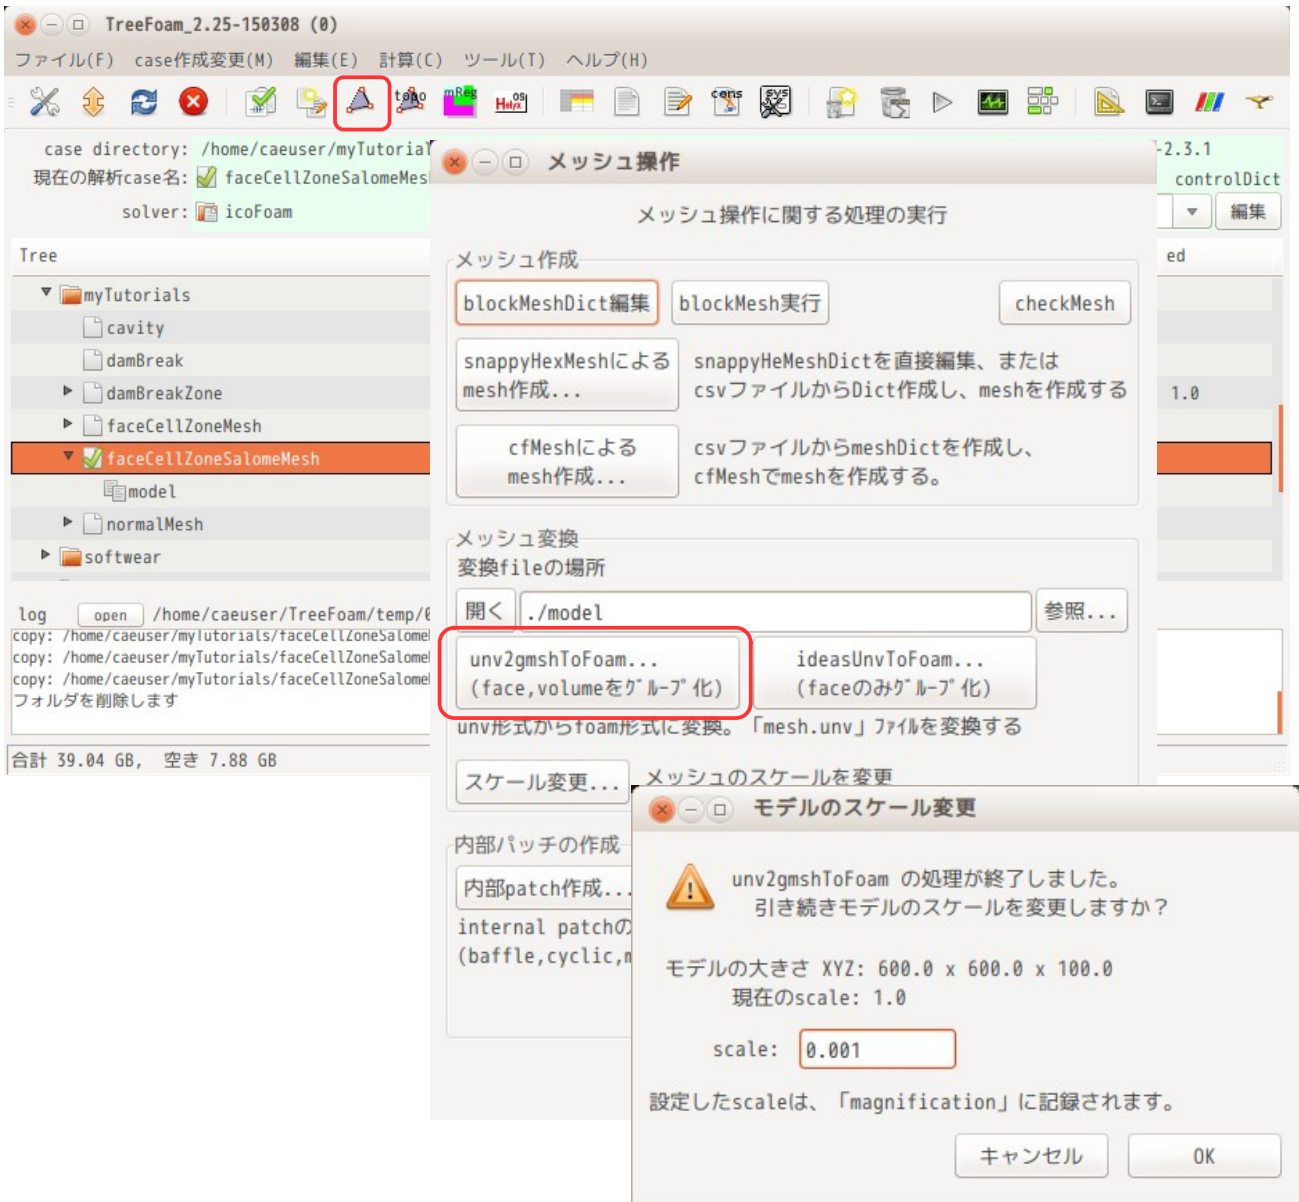 TreeFoam_2.25-150308 (0)
ファイル(F) case作成変更(M) 編集(E) 計算(C) ツール(T) ヘルプ(H)
topo mReg Helyx OS cons sys
case directory: /home/caeuser/myTutorial
-2.3.1
現在の解析case名: faceCellZoneSalomeMes
controlDict
solver: icoFoam
編集
Tree
ed
myTutorials
cavity
damBreak
damBreakZone
1.0
faceCellZoneMesh
faceCellZoneSalomeMesh
model
normalMesh
softwear
log open /home/caeuser/TreeFoam/temp/0
copy: /home/caeuser/myTutorials/faceCellZoneSalome
copy: /home/caeuser/myTutorials/faceCellZoneSalome
copy: /home/caeuser/myTutorials/faceCellZoneSalome
フォルダを削除します
合計 39.04 GB, 空き 7.88 GB
メッシュ操作
メッシュ操作に関する処理の実行
メッシュ作成
blockMeshDict編集 blockMesh実行 checkMesh
snappyHexMeshによる
mesh作成...
snappyHeMeshDictを直接編集、または
csvファイルからDict作成し、meshを作成する
cfMeshによる
mesh作成...
csvファイルからmeshDictを作成し、
cfMeshでmeshを作成する。
メッシュ変換
変換fileの場所
開く ./model 参照...
unv2gmshToFoam...
(face,volumeをｸﾞﾙｰﾌﾟ化)
ideasUnvToFoam...
(faceのみｸﾞﾙｰﾌﾟ化)
unv形式からfoam形式に変換。「mesh.unv」ﾌｧｲﾙを変換する
スケール変更... メッシュのスケールを変更
内部パッチの作成
内部patch作成...
internal patchの
(baffle,cyclic,m
モデルのスケール変更
unv2gmshToFoam の処理が終了しました。
引き続きモデルのスケールを変更しますか？
モデルの大きさ XYZ: 600.0 x 600.0 x 100.0
現在のscale: 1.0
scale: 0.001
設定したscaleは、「magnification」に記録されます。
キャンセル OK